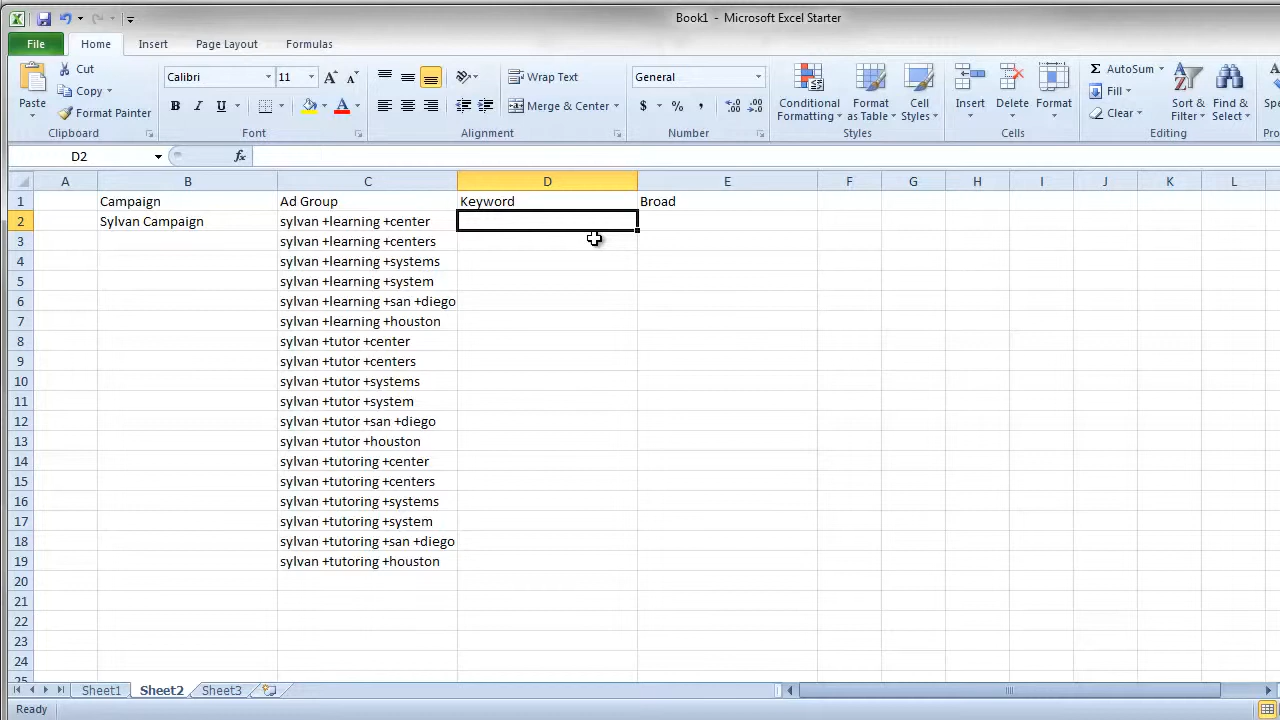 Book1 - Microsoft Excel Starter
File Home Insert Page Layout Formulas
Paste Cut Copy Format Painter Clipboard
Calibri 11 B I U A Font
Wrap Text Merge & Center Alignment
General $ % , Number
Conditional Formatting Format as Table Cell Styles Styles
Insert Delete Format Cells
Σ AutoSum Fill Clear Sort & Filter Find & Select Editing
D2 fx
A B C D E F G H I J K L
1 Campaign Ad Group Keyword Broad
2 Sylvan Campaign sylvan +learning +center
3 sylvan +learning +centers
4 sylvan +learning +systems
5 sylvan +learning +system
6 sylvan +learning +san +diego
7 sylvan +learning +houston
8 sylvan +tutor +center
9 sylvan +tutor +centers
10 sylvan +tutor +systems
11 sylvan +tutor +system
12 sylvan +tutor +san +diego
13 sylvan +tutor +houston
14 sylvan +tutoring +center
15 sylvan +tutoring +centers
16 sylvan +tutoring +systems
17 sylvan +tutoring +system
18 sylvan +tutoring +san +diego
19 sylvan +tutoring +houston
20
21
22
23
24
Sheet1 Sheet2 Sheet3
Ready